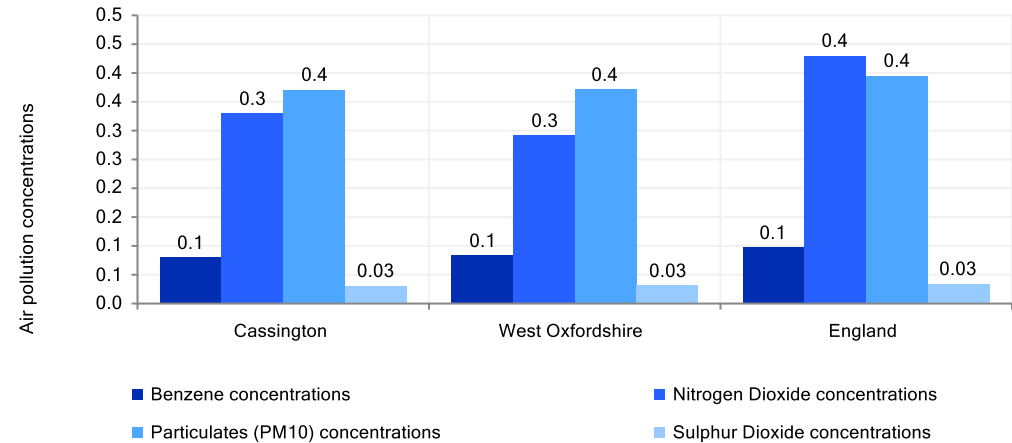 0.5
0.5
0.4
0.4
0.3
0.3
0.2
0.2
0.1
0.1
0.0
Air pollution concentrations
0.1
0.3
0.4
0.03
0.1
0.3
0.4
0.03
0.1
0.4
0.4
0.03
Cassington
West Oxfordshire
England
Benzene concentrations
Nitrogen Dioxide concentrations
Particulates (PM10) concentrations
Sulphur Dioxide concentrations